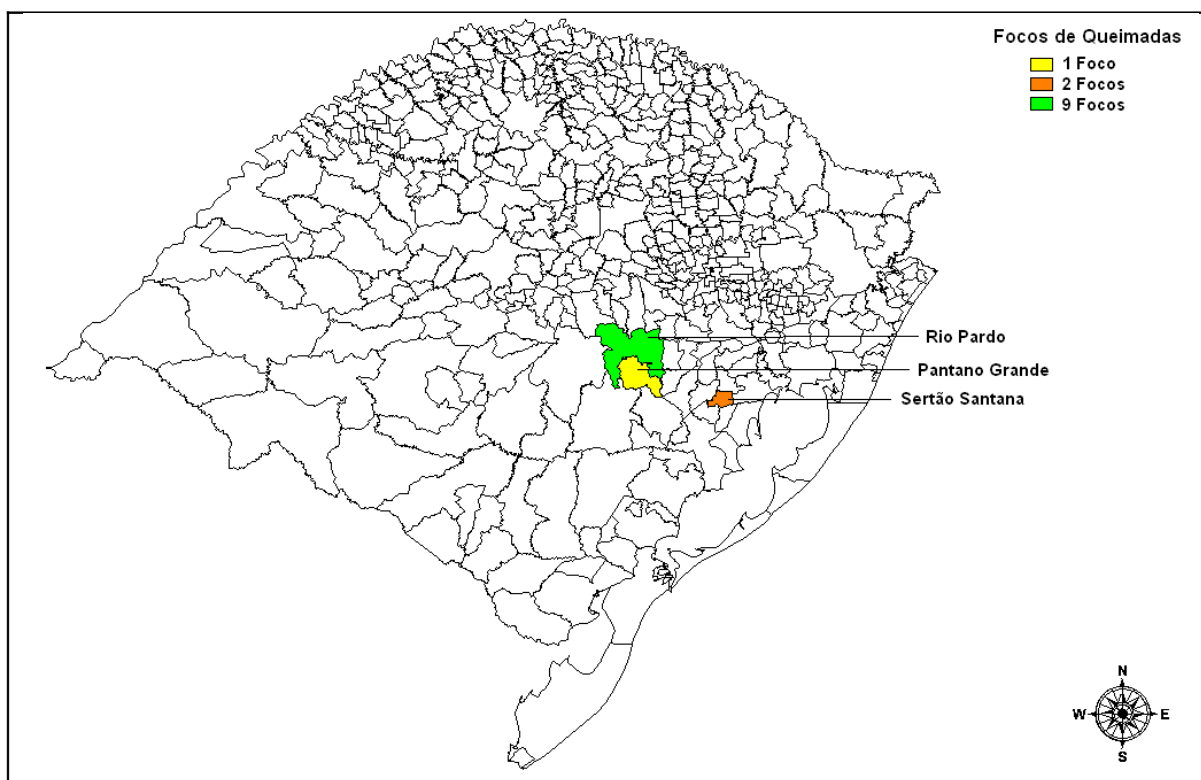 Focos de Queimadas
1 Foco
2 Focos
9 Focos
Rio Pardo
Pantano Grande
Sertão Santana
N
W
E
S